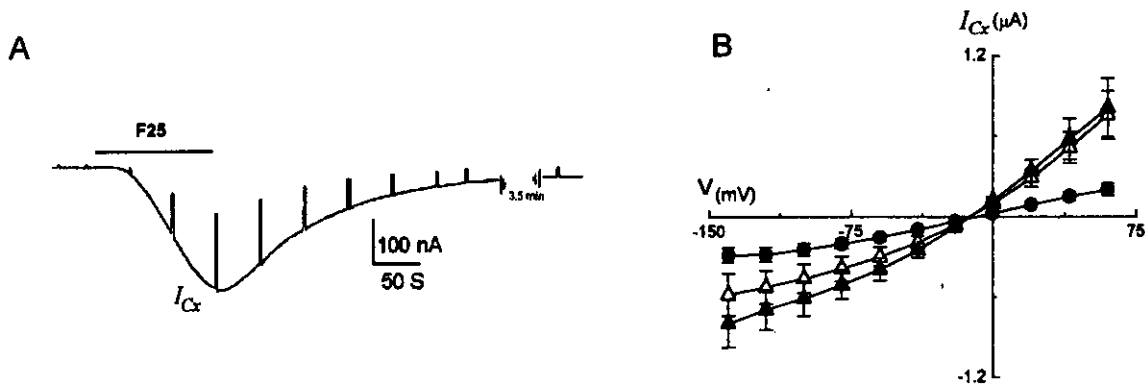 A
F25
3.5 min
100 nA
50 S
I_Cx
B
I_Cx (μA)
1.2
V(mV)
-150
-75
75
-1.2